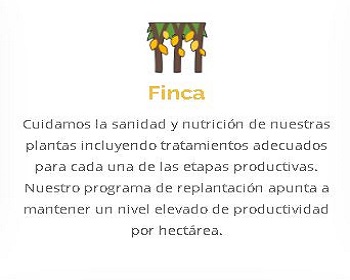 Finca
Cuidamos la sanidad y nutrición de nuestras
plantas incluyendo tratamientos adecuados
para cada una de las etapas productivas.
Nuestro programa de replantación apunta a
mantener un nivel elevado de productividad
por hectárea.